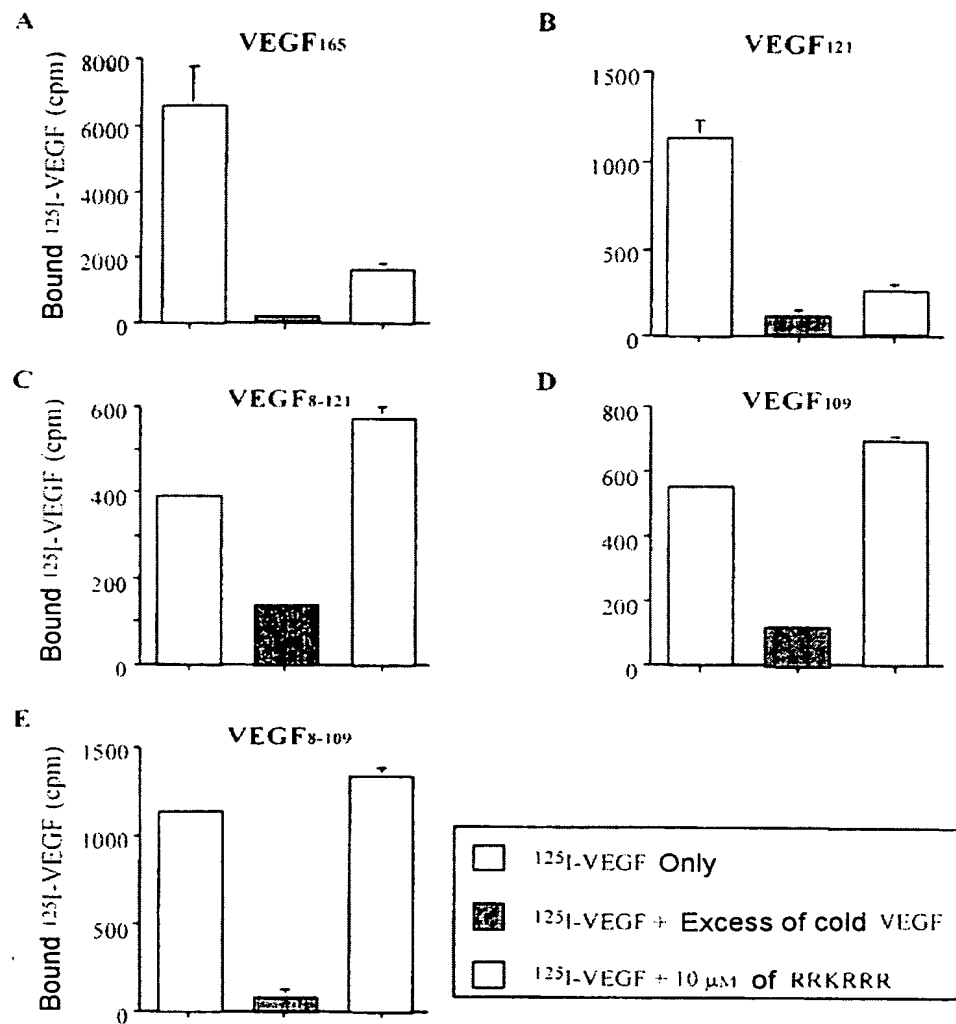 A
VEGF165
Bound 125I-VEGF (cpm)
8000
6000
4000
2000
0
B
VEGF121
1500
1000
500
0
C
VEGF8-121
Bound 125I-VEGF (cpm)
600
400
200
0
D
VEGF109
800
600
400
200
0
E
VEGF8-109
Bound 125I-VEGF (cpm)
1500
1000
500
0
125I-VEGF Only
125I-VEGF + Excess of cold VEGF
125I-VEGF + 10 μM of RRKRRR